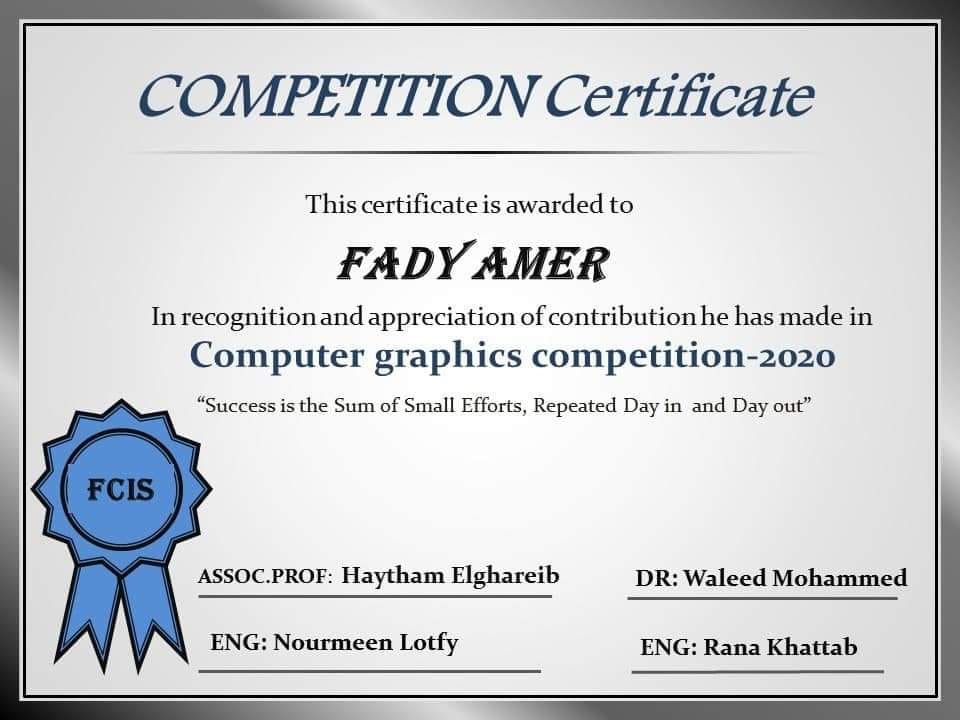 COMPETITION Certificate
This certificate is awarded to
FADY AMER
In recognition and appreciation of contribution he has made in
Computer graphics competition-2020
“Success is the Sum of Small Efforts, Repeated Day in and Day out”
FCIS
ASSOC.PROF: Haytham Elghareib
DR: Waleed Mohammed
ENG: Nourmeen Lotfy
ENG: Rana Khattab